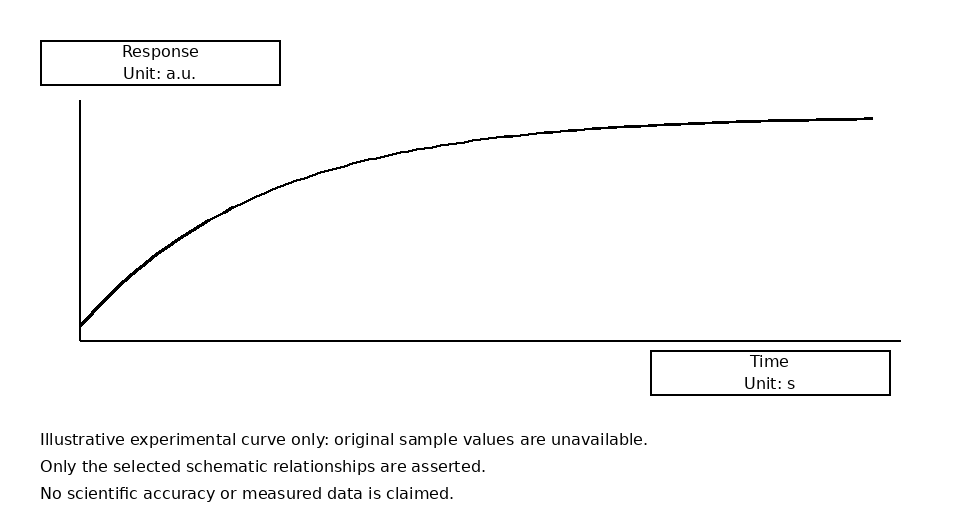 Response
Unit: a.u.
Time
Unit: s
Illustrative experimental curve only: original sample values are unavailable.
Only the selected schematic relationships are asserted.
No scientific accuracy or measured data is claimed.